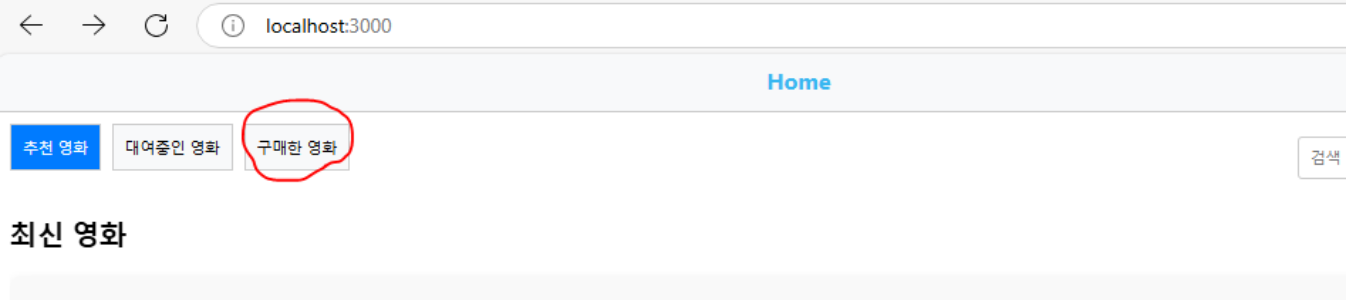 localhost:3000
Home
추천 영화 대여중인 영화 구매한 영화 검색
최신 영화